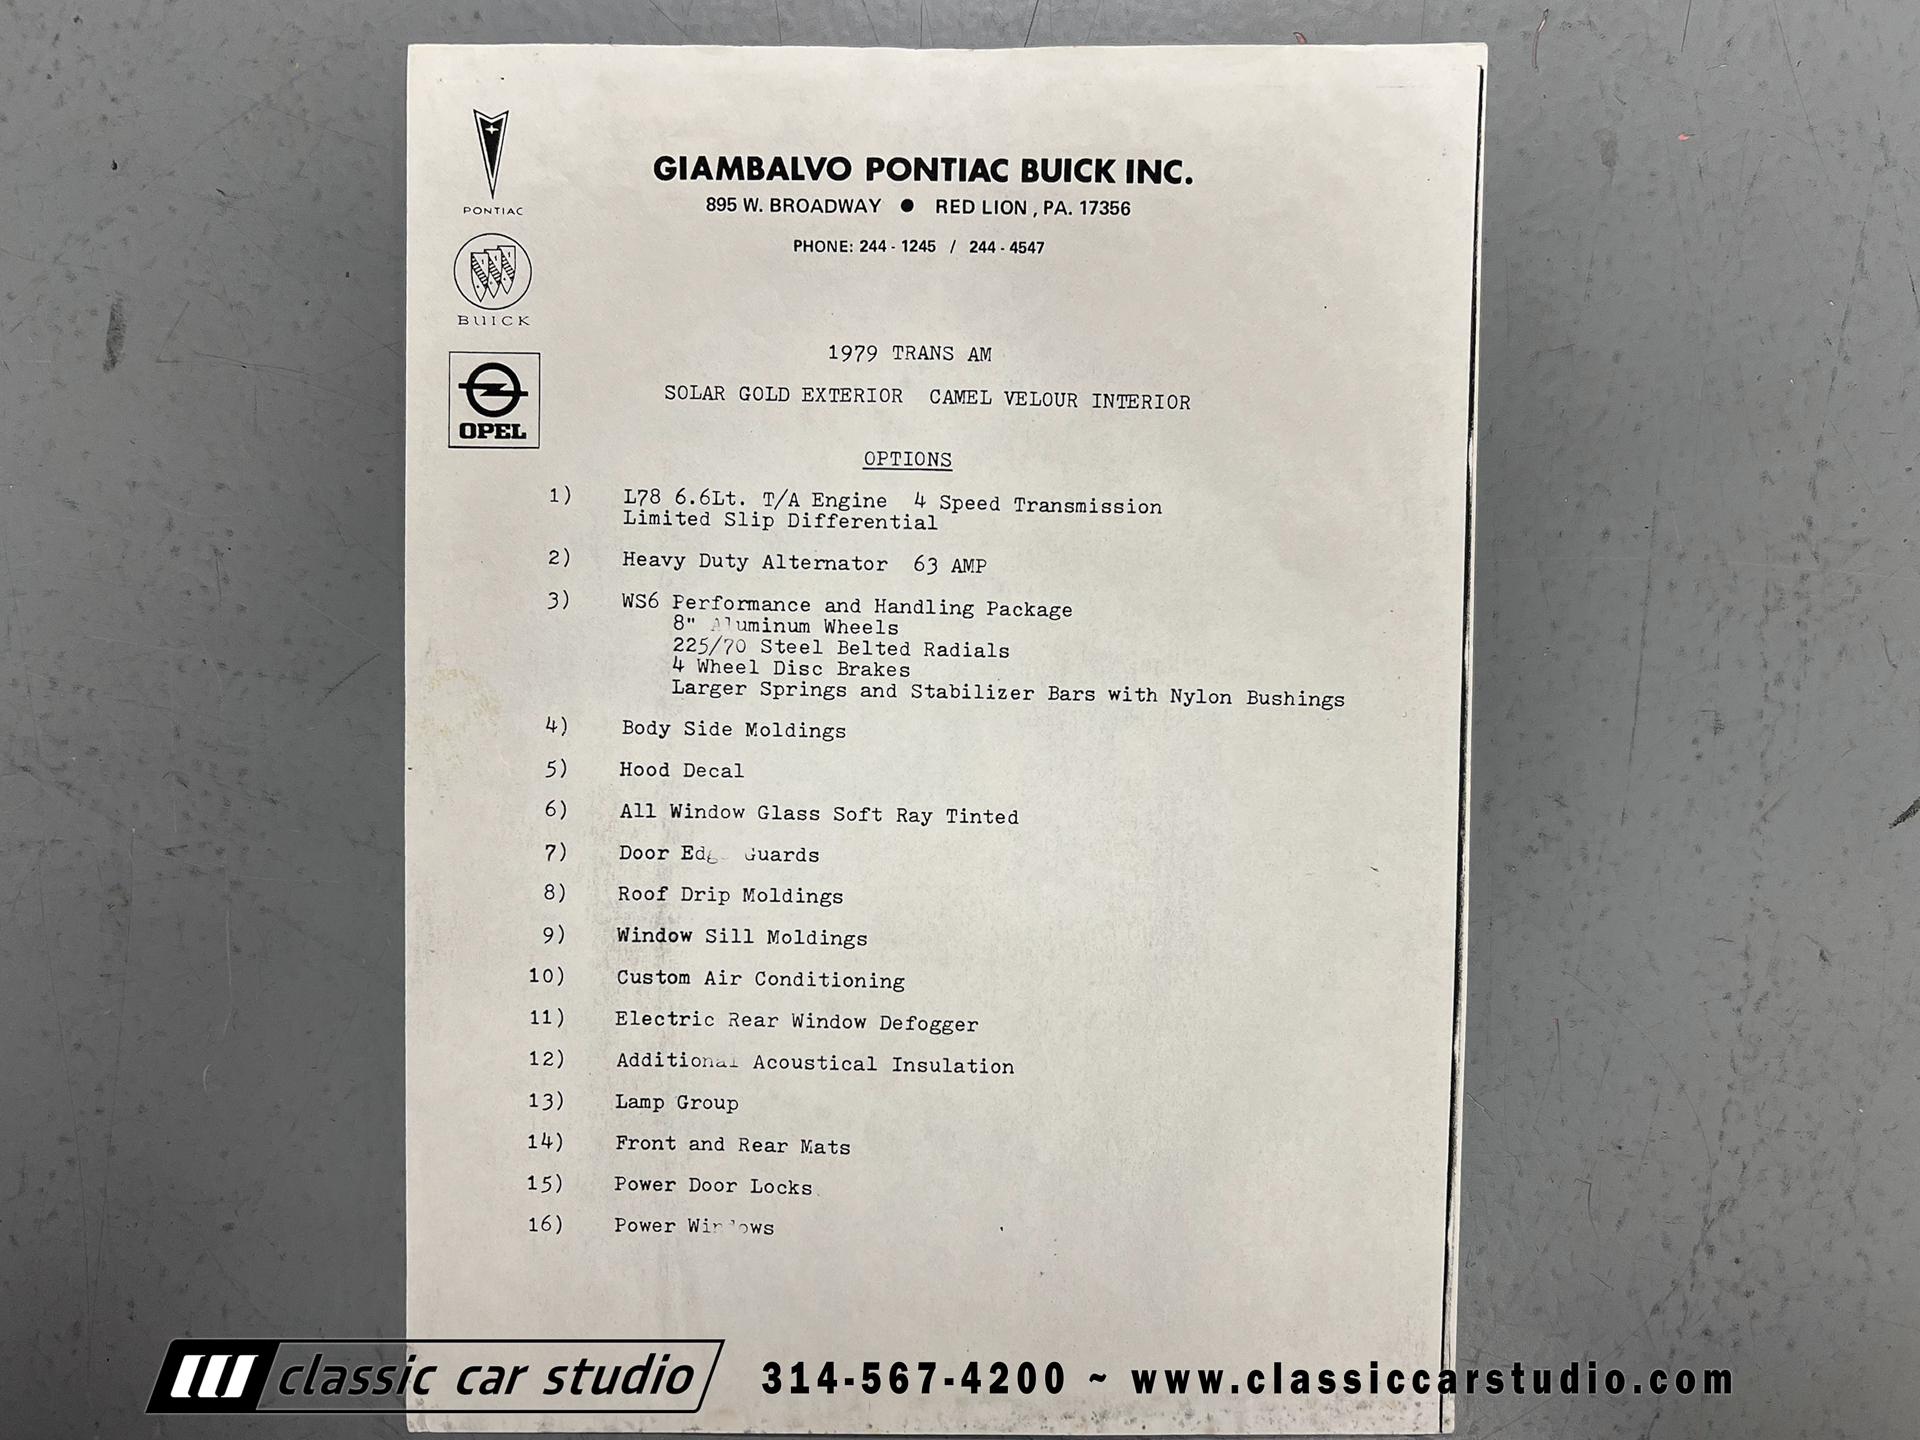 PONTIAC
BUICK
OPEL
GIAMBALVO PONTIAC BUICK INC.
895 W. BROADWAY ● RED LION, PA. 17356
PHONE: 244-1245 / 244-4547
1979 TRANS AM
SOLAR GOLD EXTERIOR CAMEL VELOUR INTERIOR
OPTIONS
1) L78 6.6Lt. T/A Engine 4 Speed Transmission
Limited Slip Differential
2) Heavy Duty Alternator 63 AMP
3) WS6 Performance and Handling Package
8" Aluminum Wheels
225/70 Steel Belted Radials
4 Wheel Disc Brakes
Larger Springs and Stabilizer Bars with Nylon Bushings
4) Body Side Moldings
5) Hood Decal
6) All Window Glass Soft Ray Tinted
7) Door Edge Guards
8) Roof Drip Moldings
9) Window Sill Moldings
10) Custom Air Conditioning
11) Electric Rear Window Defogger
12) Additional Acoustical Insulation
13) Lamp Group
14) Front and Rear Mats
15) Power Door Locks
16) Power Windows
classic car studio 314-567-4200 ~ www.classiccarstudio.com